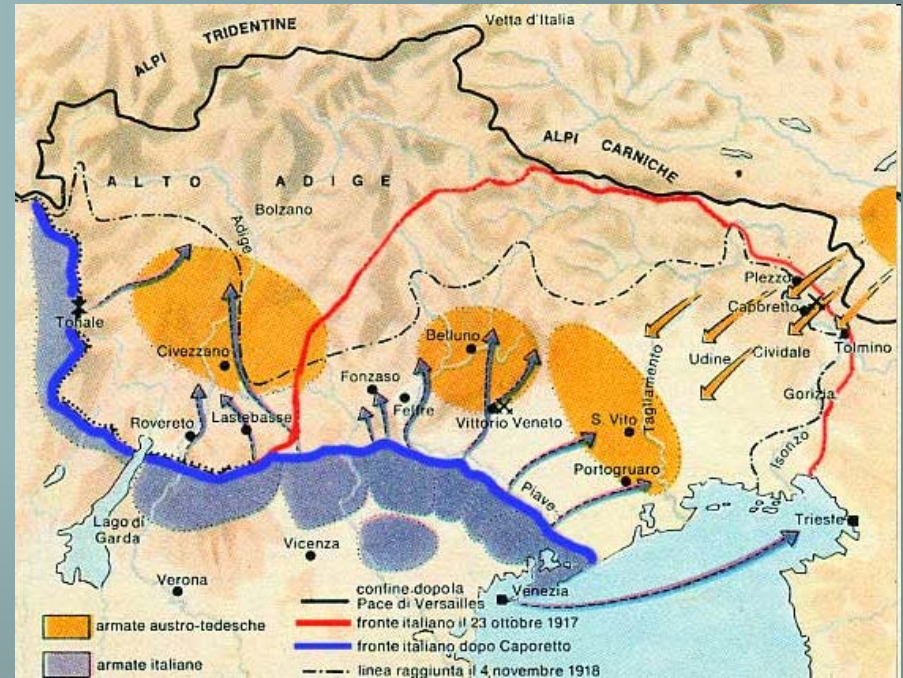 Vetta d'Italia
ALPI TRIDENTINE
ALPI CARNICHE
ALTO ADIGE
Bolzano
Adige
Plezzo
Caporetto
Tonale
Belluno
Civezzano
Udine
Cividale
Tolmino
Tagliamento
Fonzaso
Feltre
Gorizia
Rovereto
Lastebasse
Vittorio Veneto
S. Vito
Isonzo
Portogruaro
Piave
Trieste
Lago di
Garda
Vicenza
Verona
Venezia
armate austro-tedesche
armate italiane
confine dopola
Pace di Versailles
fronte italiano il 23 ottobre 1917
fronte italiano dopo Caporetto
linea raggiunta il 4 novembre 1918